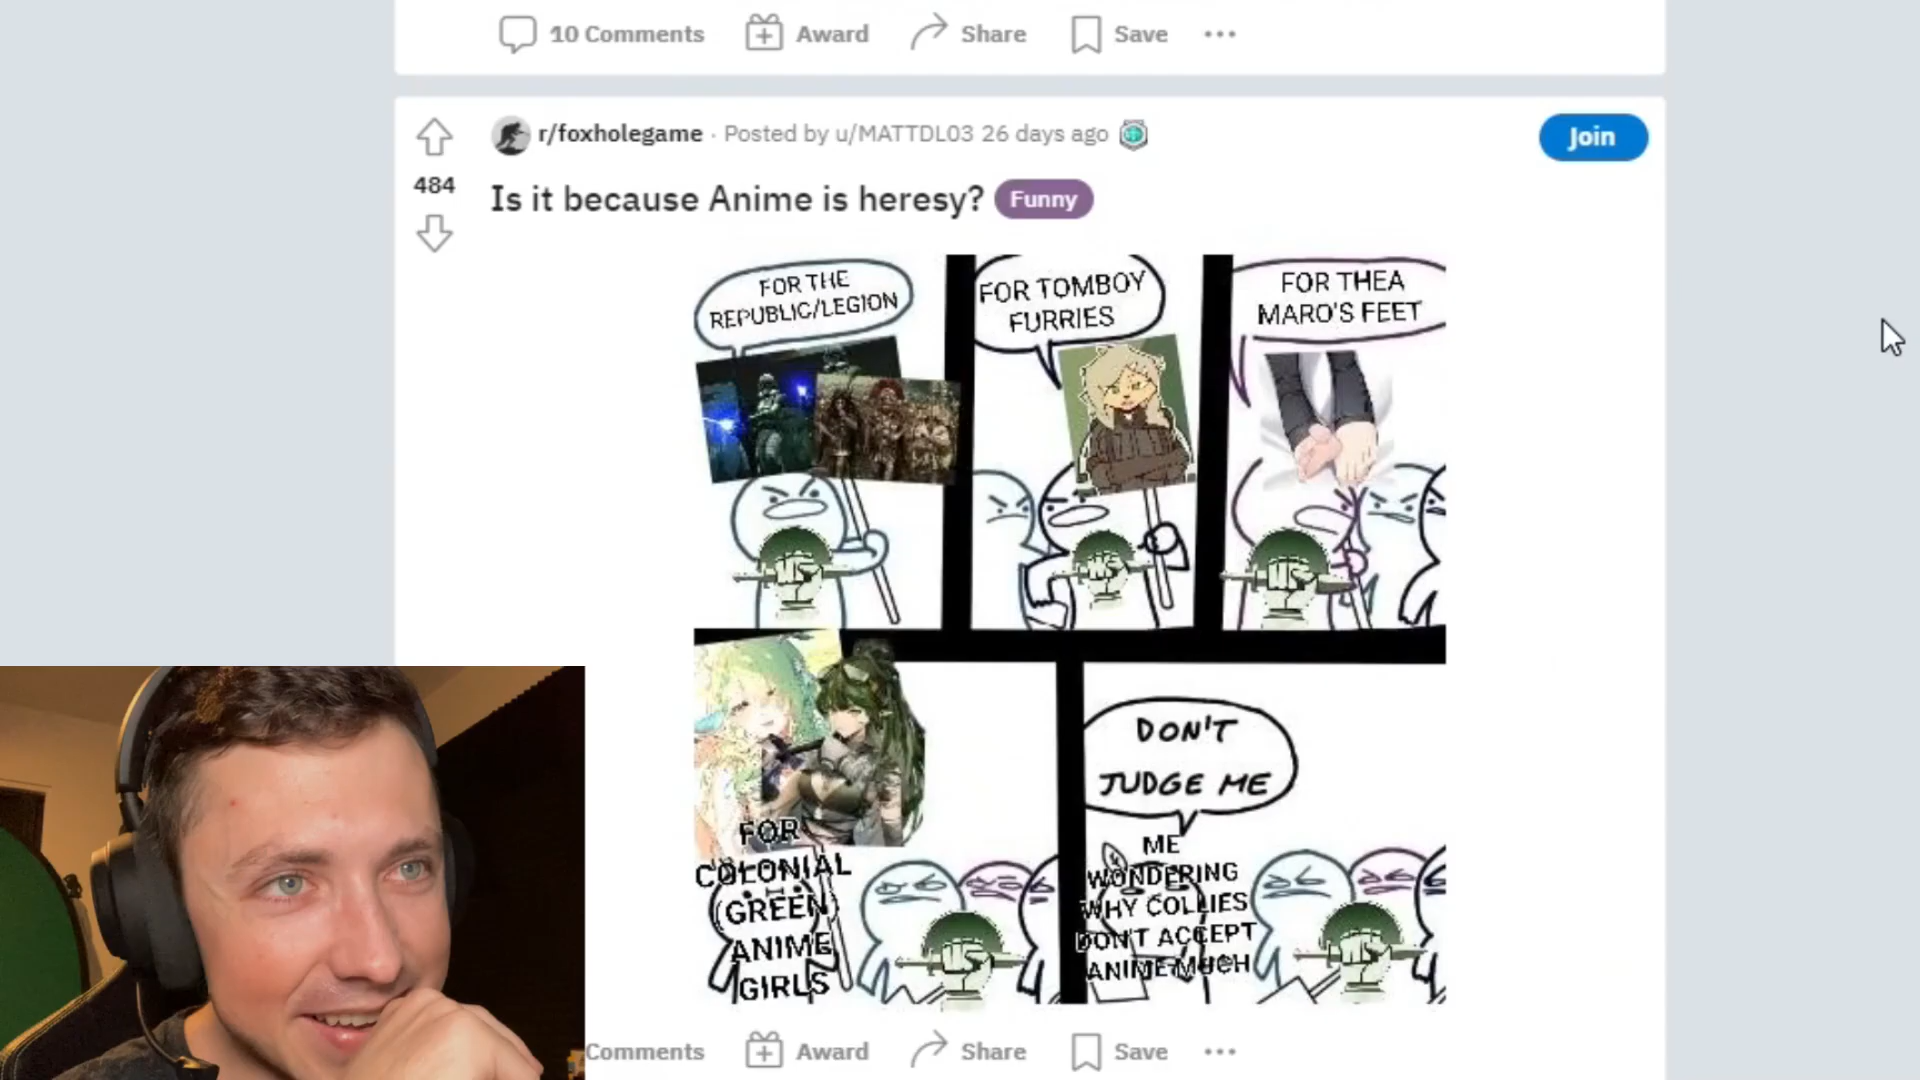 10 Comments Award Share Save
r/foxholegame · Posted by u/MATTDL03 26 days ago
Join
484
Is it because Anime is heresy? Funny
FOR THE
REPUBLIC/LEGION
FOR TOMBOY
FURRIES
FOR THEA
MARO'S FEET
FOR
COLONIAL
(GREEN)
ANIME
GIRLS
DON'T
JUDGE ME
ME
WONDERING
WHY COLLIES
DON'T ACCEPT
ANIME MUCH
Comments Award Share Save